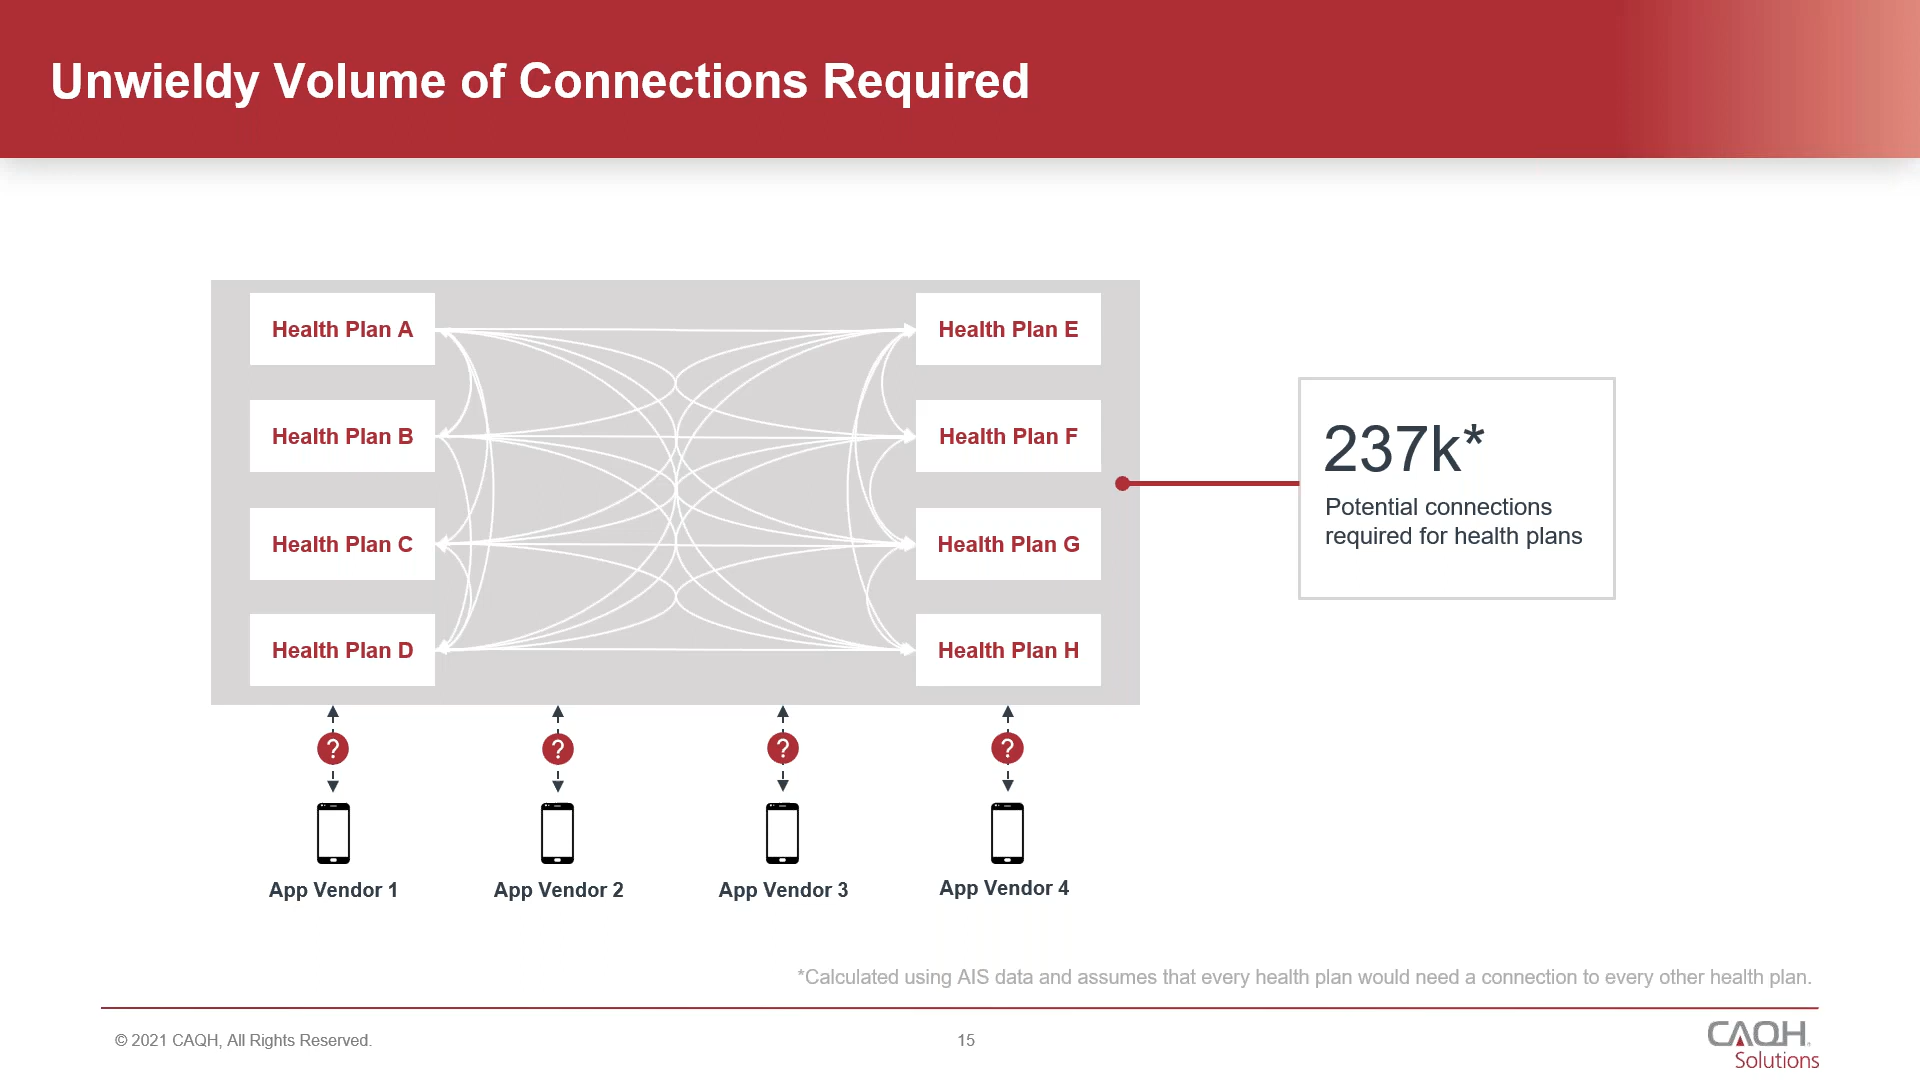 Unwieldy Volume of Connections Required
Health Plan A
Health Plan E
Health Plan B
Health Plan F
Health Plan C
Health Plan G
Health Plan D
Health Plan H
237k*
Potential connections
required for health plans
? ? ? ?
App Vendor 1
App Vendor 2
App Vendor 3
App Vendor 4
*Calculated using AIS data and assumes that every health plan would need a connection to every other health plan.
© 2021 CAQH, All Rights Reserved.
15
CAQH®
Solutions